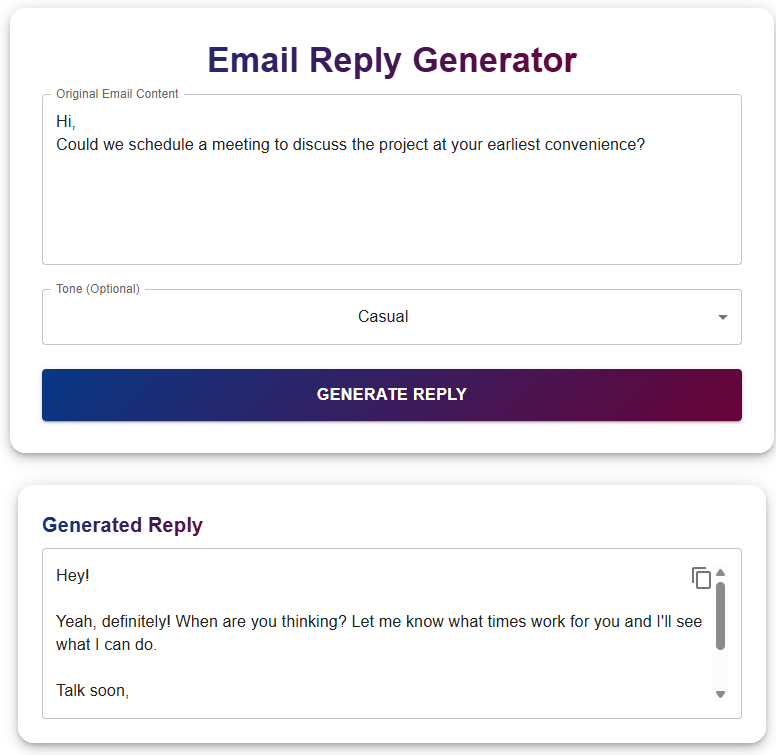 Email Reply Generator
Original Email Content
Hi,
Could we schedule a meeting to discuss the project at your earliest convenience?
Tone (Optional)
Casual
GENERATE REPLY
Generated Reply
Hey!
Yeah, definitely! When are you thinking? Let me know what times work for you and I'll see
what I can do.
Talk soon,